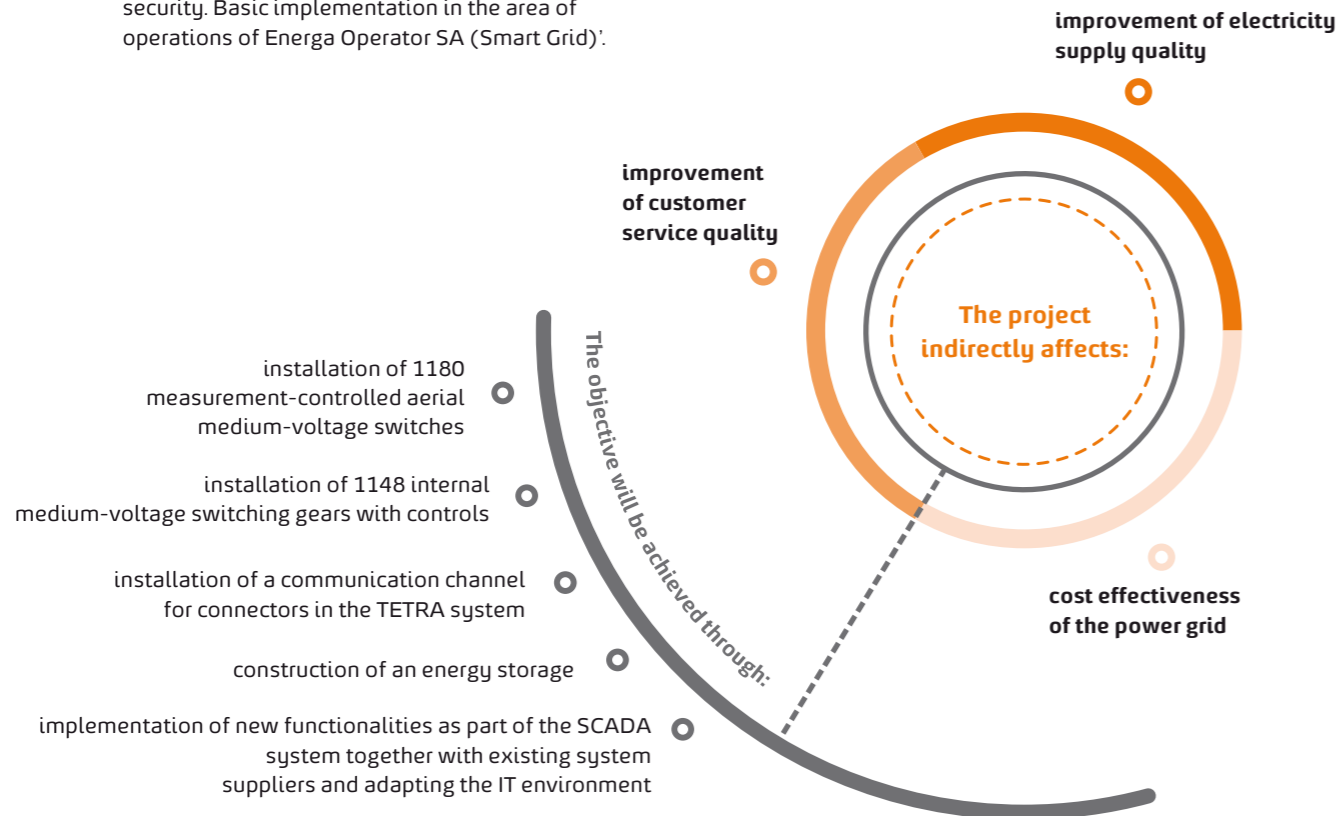 security. Basic implementation in the area of
operations of Energa Operator SA (Smart Grid)’.
improvement of electricity
supply quality
improvement
of customer
service quality
The project
indirectly affects:
cost effectiveness
of the power grid
The objective will be achieved through:
installation of 1180
measurement-controlled aerial
medium-voltage switches
installation of 1148 internal
medium-voltage switching gears with controls
installation of a communication channel
for connectors in the TETRA system
construction of an energy storage
implementation of new functionalities as part of the SCADA
system together with existing system
suppliers and adapting the IT environment